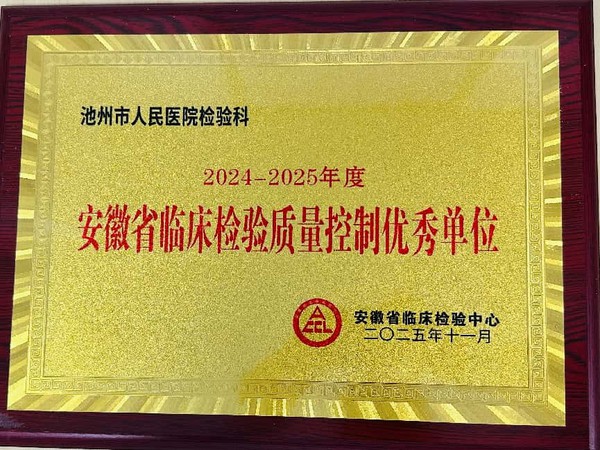 池州市人民医院检验科
2024-2025年度
安徽省临床检验质量控制优秀单位
ACCL
安徽省临床检验中心
二〇二五年十一月